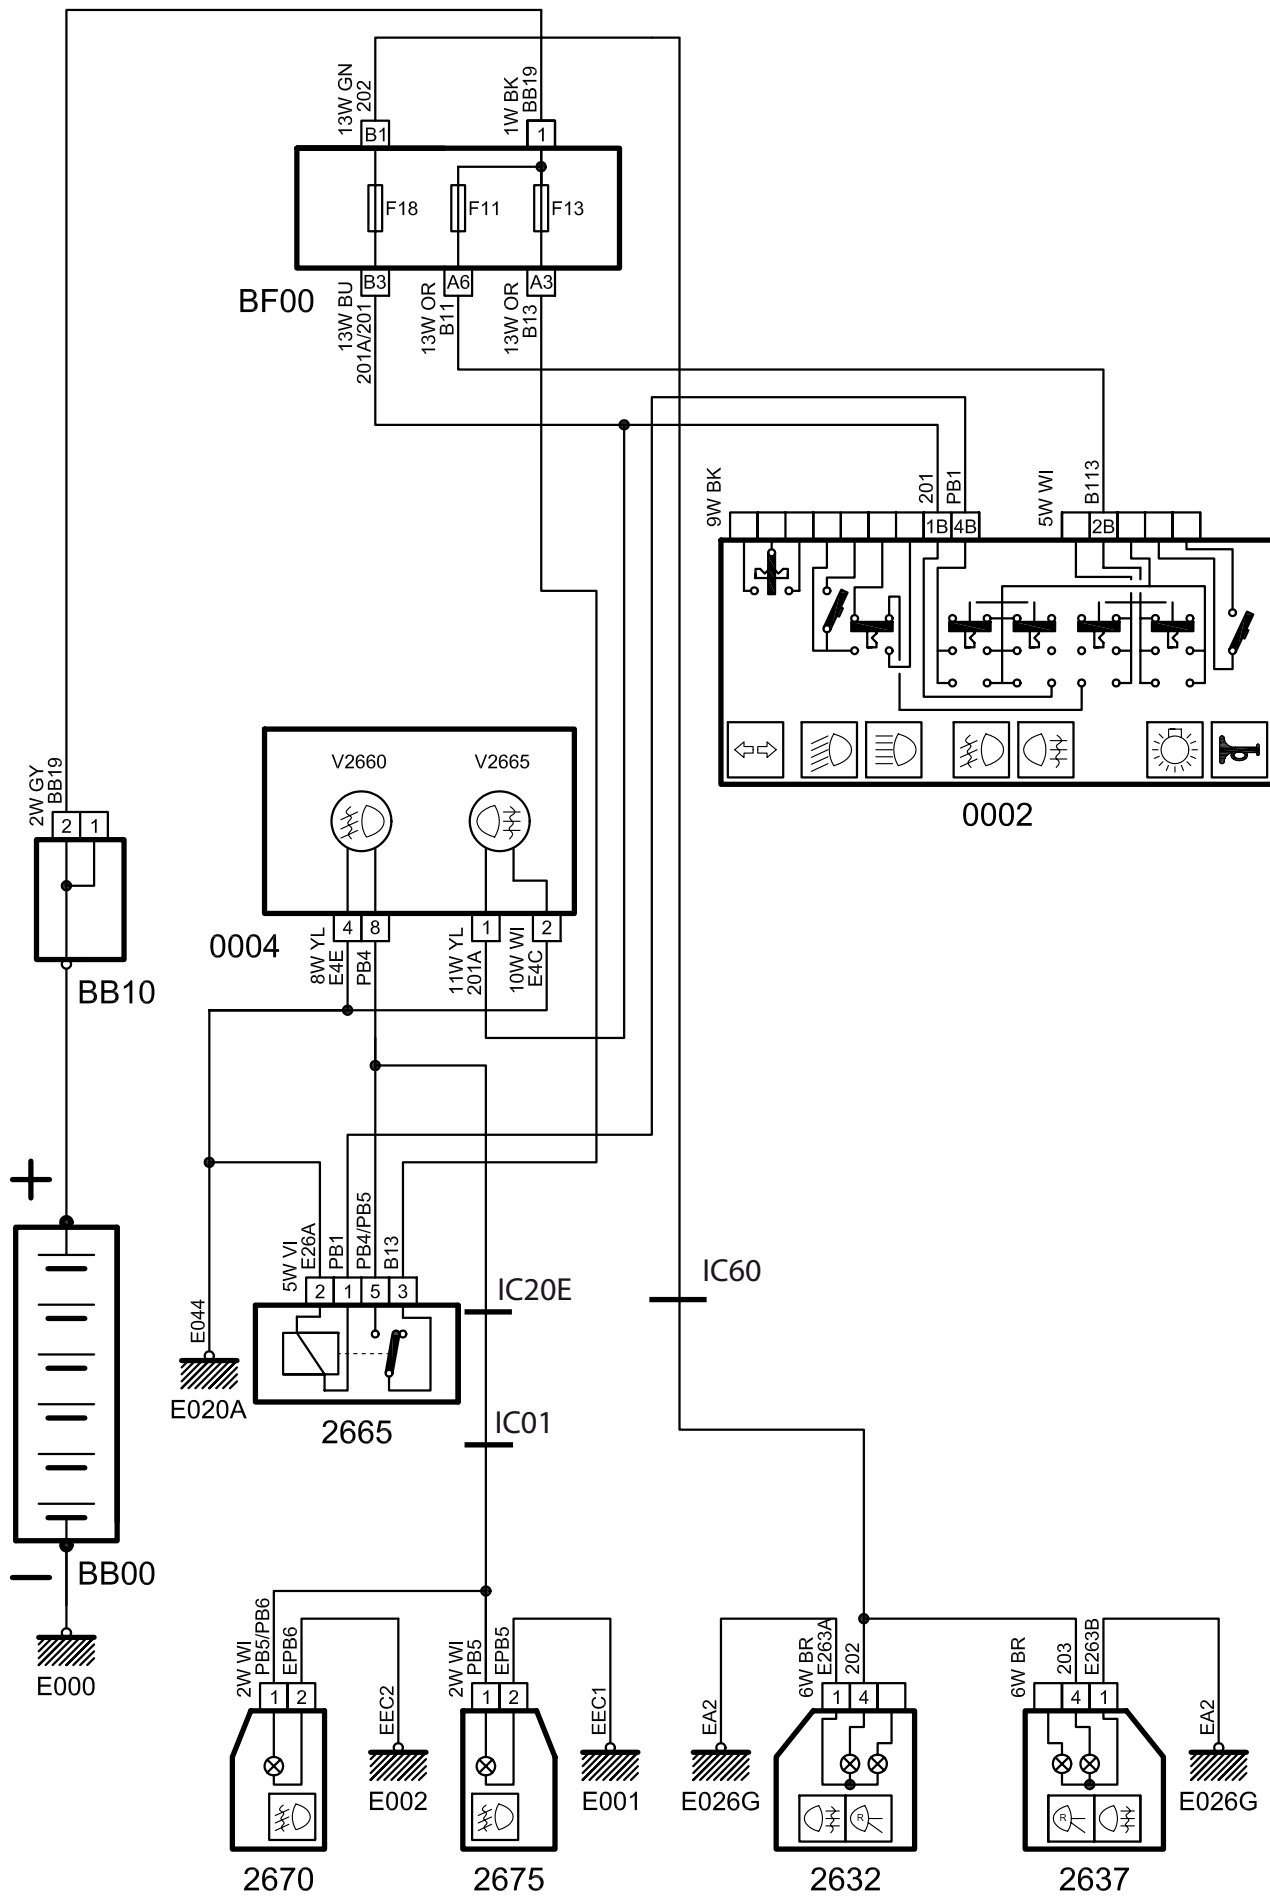 13W GN
202
1W BK
BB19
B1
1
F18
F11
F13
B3
A6
A3
BF00
13W BU
201A/201
13W OR
B11
13W OR
B13
9W BK
201
PB1
5W WI
B113
1B
4B
2B
0002
V2660
V2665
2W GY
BB19
2
1
BB10
4
8
1
2
0004
8W YL
E4E
PB4
11W YL
201A
10W WI
E4C
+
5W VI
E26A
PB1
PB4/PB5
B13
2
1
5
3
IC20E
IC60
E044
E020A
2665
IC01
−
BB00
E000
2W WI
PB5/PB6
EPB6
1
2
EEC2
E002
2670
2W WI
PB5
EPB5
1
2
EEC1
E001
2675
6W BR
E263A
202
1
4
EA2
E026G
R
2632
6W BR
203
E263B
4
1
EA2
E026G
R
2637